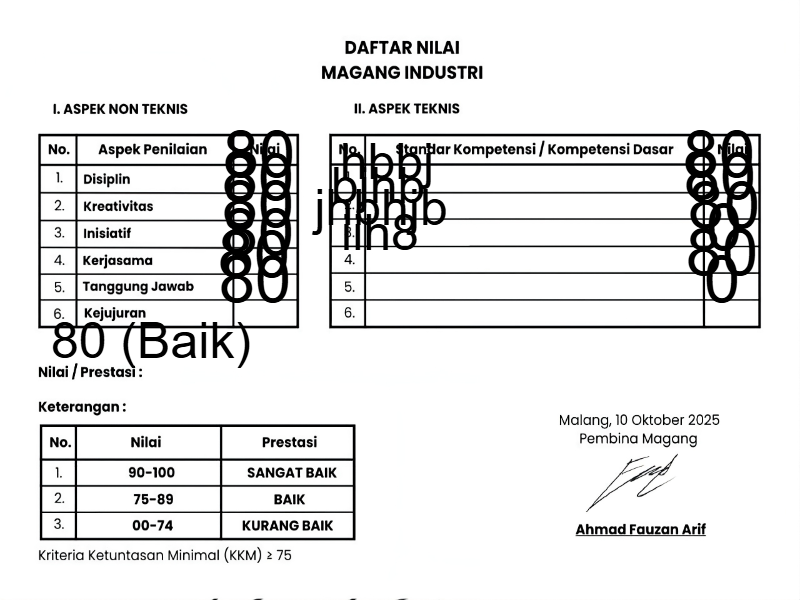 DAFTAR NILAI
MAGANG INDUSTRI
I. ASPEK NON TEKNIS
II. ASPEK TEKNIS
No. Aspek Penilaian Nilai
1. Disiplin 80
2. Kreativitas 80
3. Inisiatif 80
4. Kerjasama 80
5. Tanggung Jawab 80
6. Kejujuran 80
No. Standar Kompetensi / Kompetensi Dasar Nilai
1. jhbbj 80
2. 80
3. jhbhjb 80
4. 80
5.
6.
80 (Baik)
Nilai / Prestasi :
Keterangan :
No. Nilai Prestasi
1. 90-100 SANGAT BAIK
2. 75-89 BAIK
3. 00-74 KURANG BAIK
Kriteria Ketuntasan Minimal (KKM) ≥ 75
Malang, 10 Oktober 2025
Pembina Magang
Ahmad Fauzan Arif